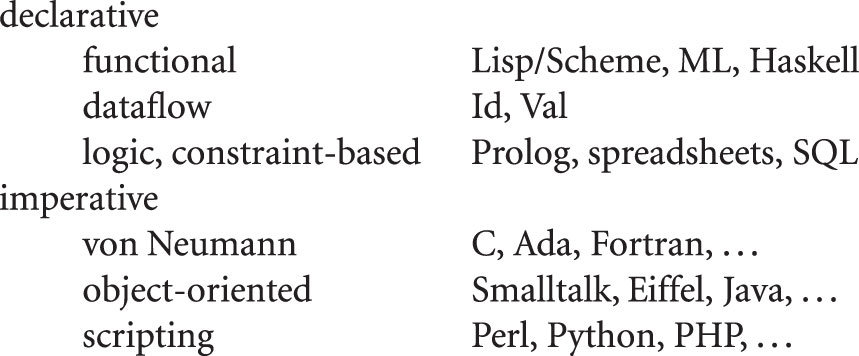 declarative
functional Lisp/Scheme, ML, Haskell
dataflow Id, Val
logic, constraint-based Prolog, spreadsheets, SQL
imperative
von Neumann C, Ada, Fortran, …
object-oriented Smalltalk, Eiffel, Java, …
scripting Perl, Python, PHP, …